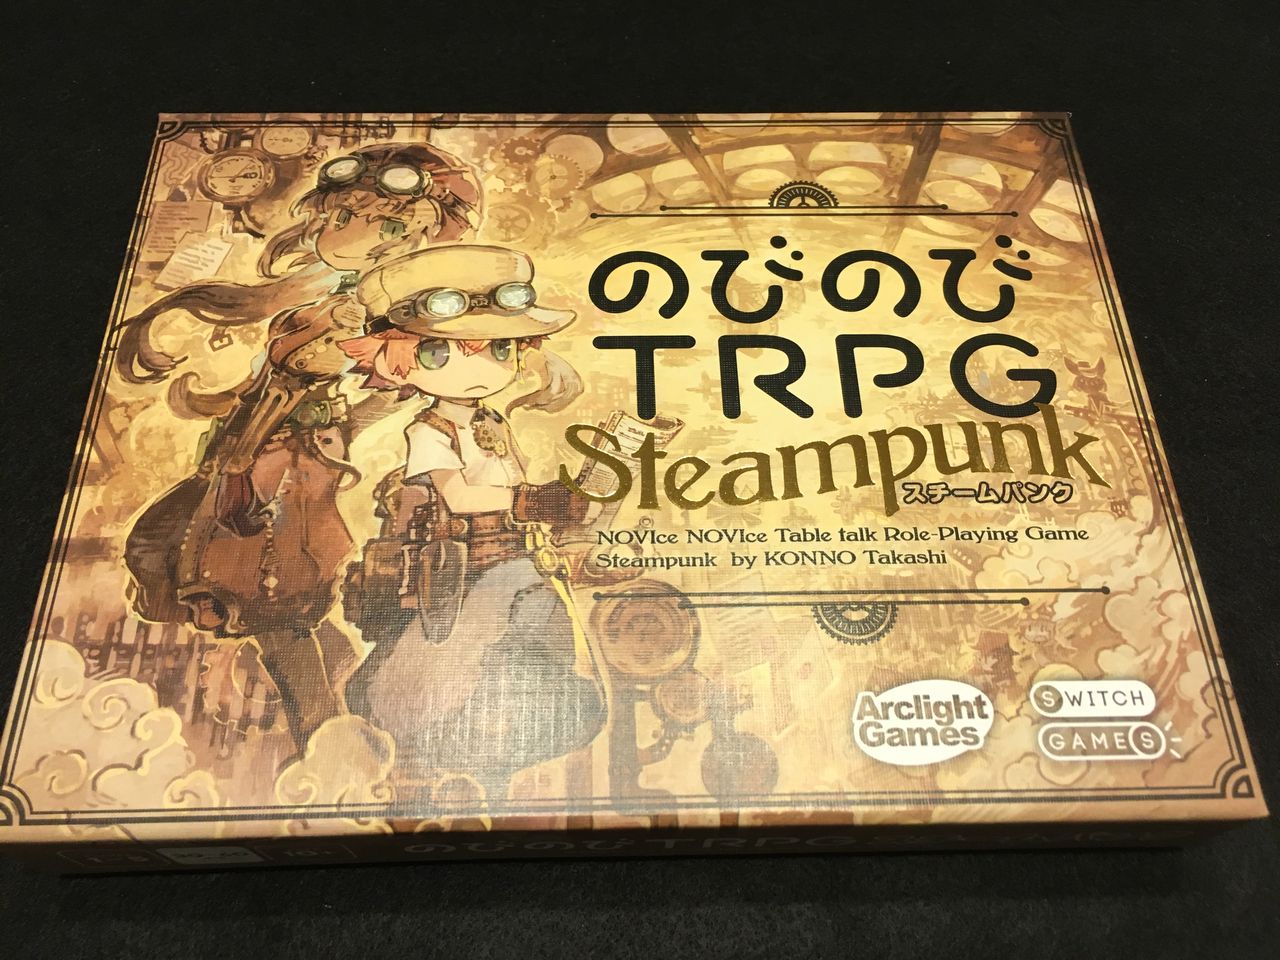 のびのび
TRPG
Steampunk
スチームパンク
NOVIce NOVIce Table talk Role-Playing Game
Steampunk by KONNO Takashi
Arclight
Games
SWITCH
GAMES
のびのびTRPG